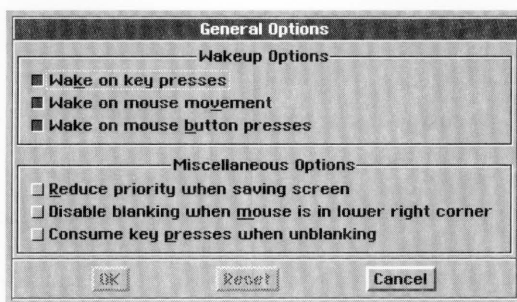 General Options
Wakeup Options
Wake on key presses
Wake on mouse movement
Wake on mouse button presses
Miscellaneous Options
Reduce priority when saving screen
Disable blanking when mouse is in lower right corner
Consume key presses when unblanking
OK Reset Cancel